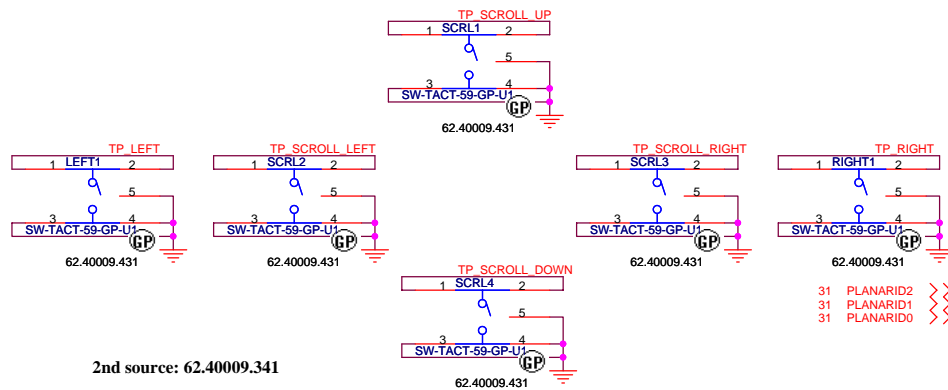 TP_SCROLL_UP
SCRL1
1 2
5
3 4
SW-TACT-59-GP-U1
GP
62.40009.431
TP_LEFT
LEFT1
1 2
5
3 4
SW-TACT-59-GP-U1
GP
62.40009.431
TP_SCROLL_LEFT
SCRL2
1 2
5
3 4
SW-TACT-59-GP-U1
GP
62.40009.431
TP_SCROLL_RIGHT
SCRL3
1 2
5
3 4
SW-TACT-59-GP-U1
GP
62.40009.431
TP_RIGHT
RIGHT1
1 2
5
3 4
SW-TACT-59-GP-U1
GP
62.40009.431
TP_SCROLL_DOWN
SCRL4
1 2
5
3 4
SW-TACT-59-GP-U1
GP
62.40009.431
31 PLANARID2
31 PLANARID1
31 PLANARID0
2nd source: 62.40009.341